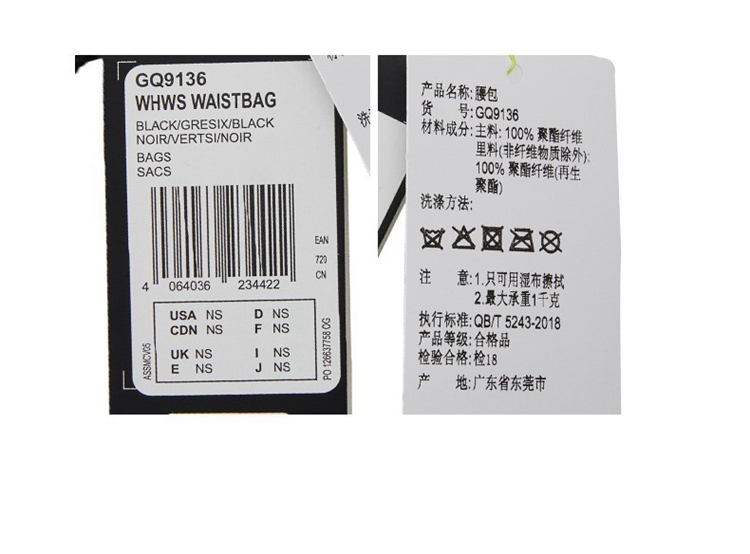 GQ9136
WHWS WAISTBAG
BLACK/GRESIX/BLACK
NOIR/VERTSI/NOIR
BAGS
SACS
EAN
720
CN
4 064036 234422
USA NS D NS
CDN NS F NS
UK NS I NS
E NS J NS
ASSMCV05
PO 126637758 OG
洗涤
产品名称:腰包
货 号:GQ9136
材料成分:主料: 100% 聚酯纤维
里料(非纤维物质除外):
100% 聚酯纤维(再生
聚酯)
洗涤方法:
注 意:1.只可用湿布擦拭
2.最大承重1千克
执行标准:QB/T 5243-2018
产品等级:合格品
检验合格:检18
产 地:广东省东莞市